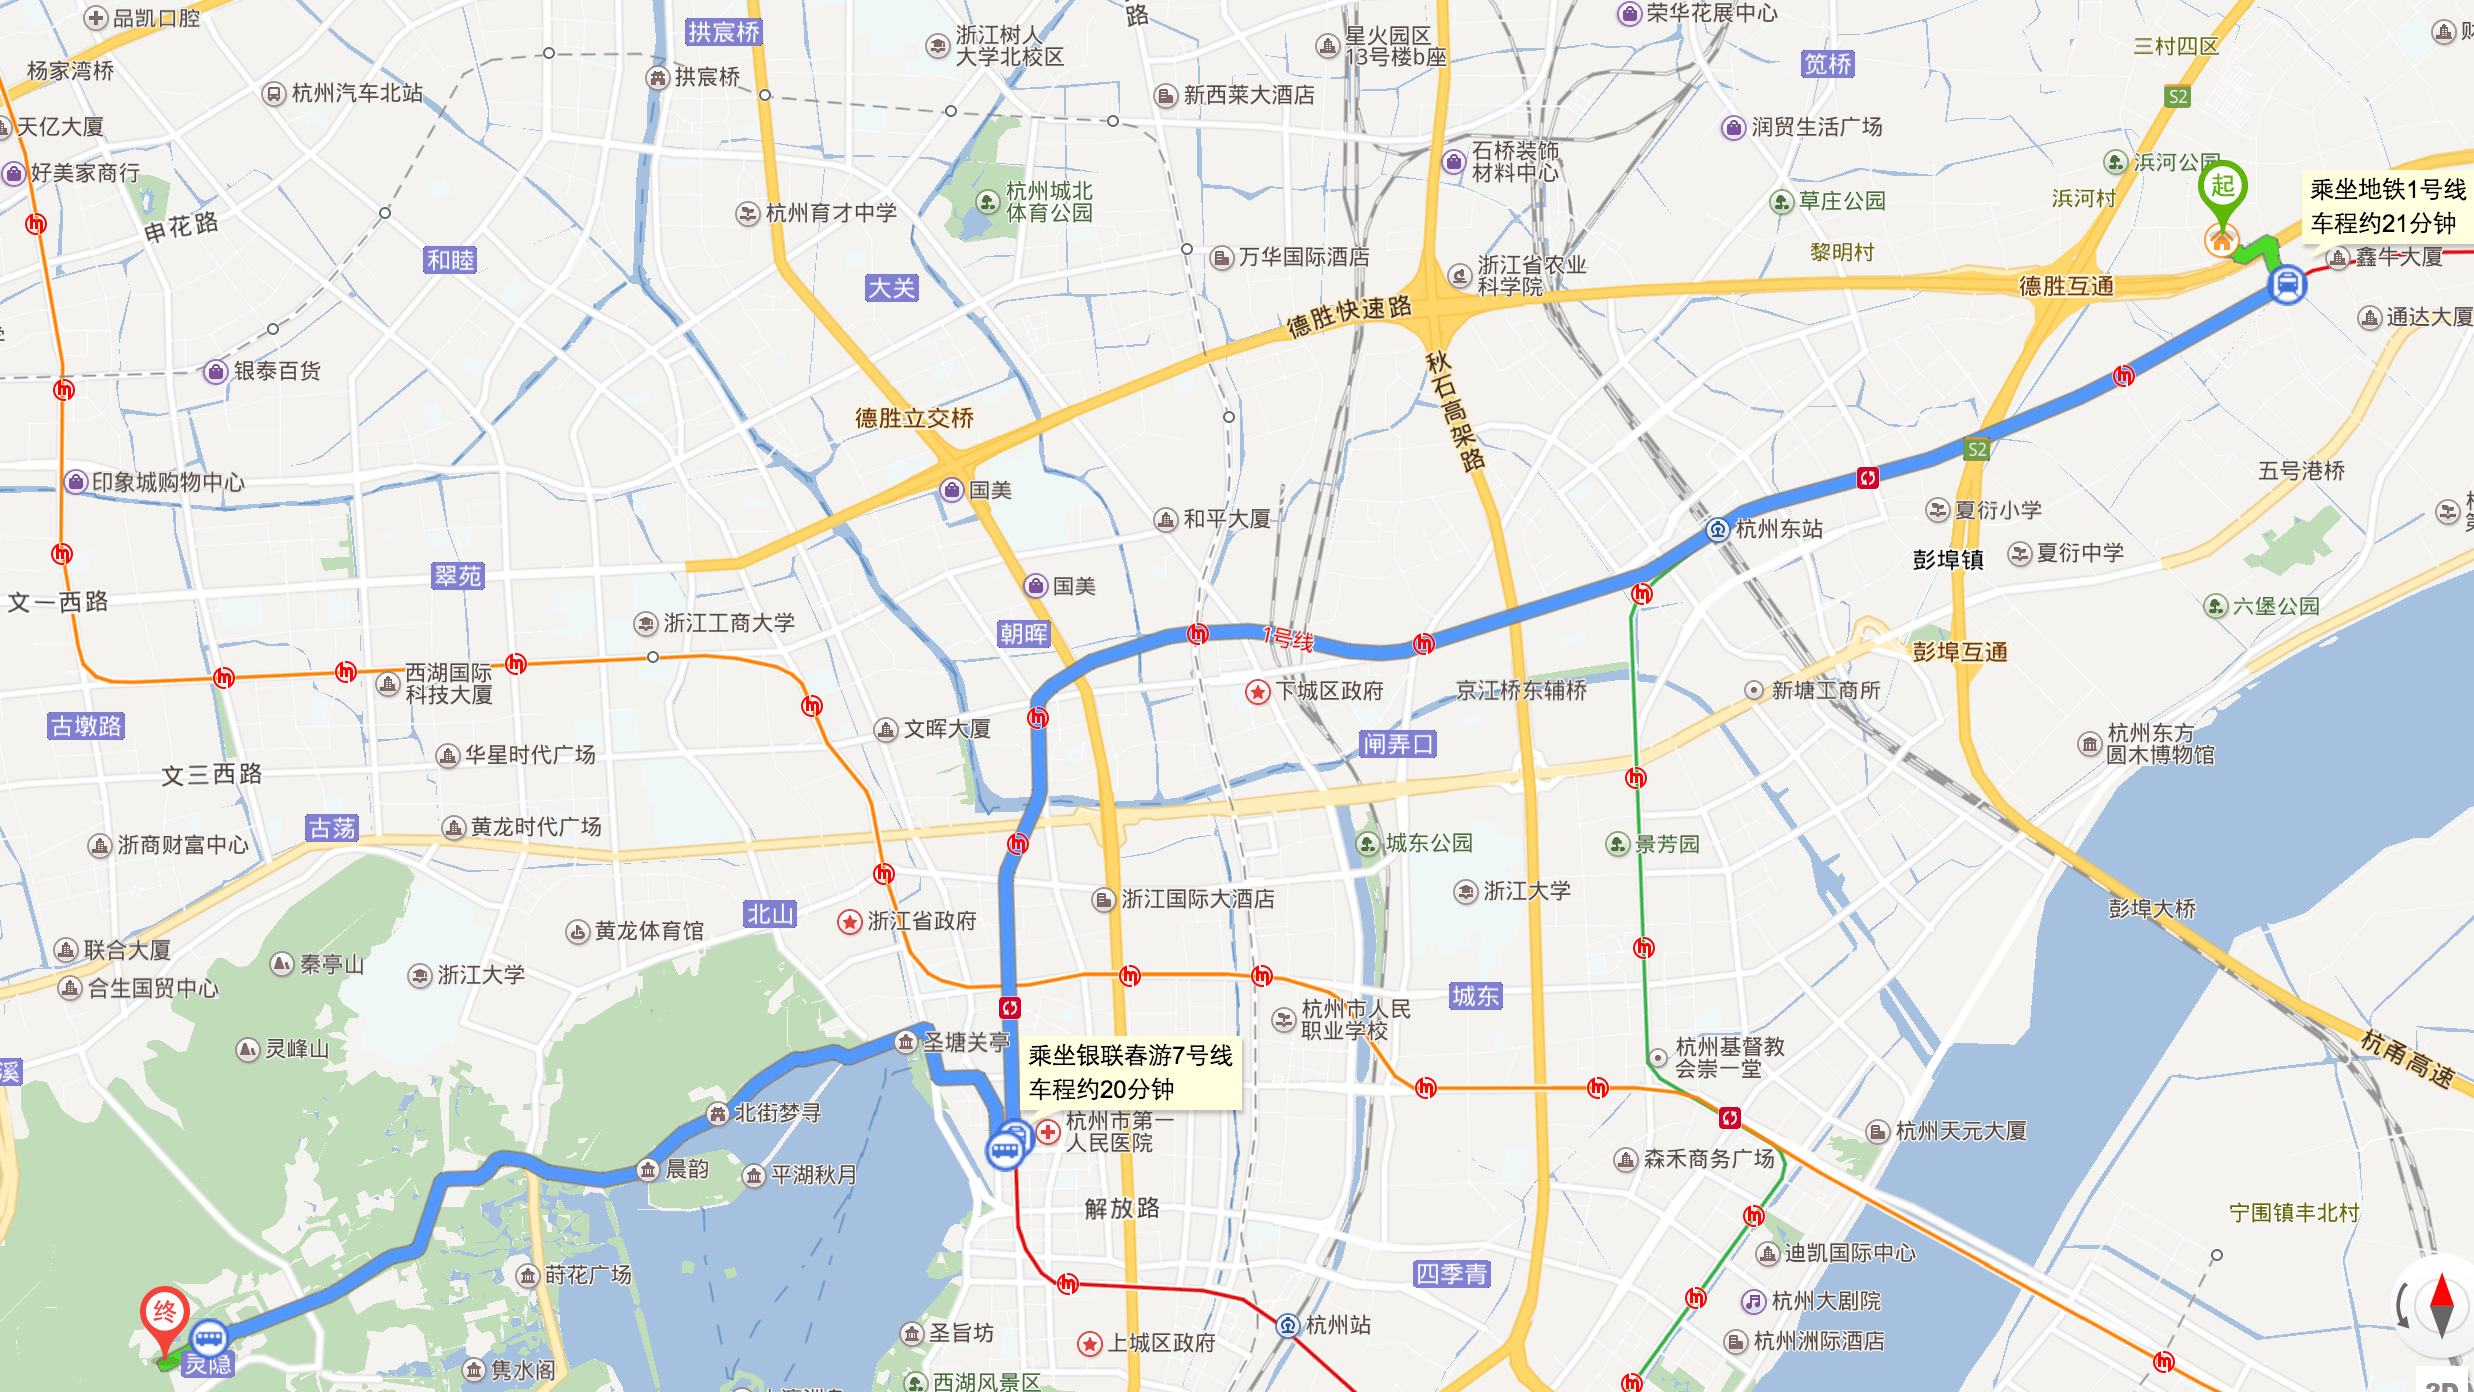 品凯口腔
拱宸桥
浙江树人
大学北校区
路
星火园区
13号楼b座
荣华花展中心
三村四区
笕桥
杨家湾桥
拱宸桥
杭州汽车北站
新西莱大酒店
S2
天亿大厦
润贸生活广场
好美家商行
石桥装饰
材料中心
浜河公园
起
乘坐地铁1号线
车程约21分钟
杭州城北
体育公园
草庄公园
浜河村
申花路
杭州育才中学
和睦
万华国际酒店
黎明村
鑫牛大厦
大关
浙江省农业
科学院
德胜互通
德胜快速路
通达大厦
银泰百货
秋石高架路
德胜立交桥
S2
五号港桥
印象城购物中心
国美
和平大厦
夏衍小学
杭州东站
彭埠镇
夏衍中学
翠苑
国美
文一西路
六堡公园
浙江工商大学
朝晖
1号线
彭埠互通
西湖国际
科技大厦
下城区政府
京江桥东辅桥
新塘工商所
古墩路
文晖大厦
闸弄口
杭州东方
圆木博物馆
华星时代广场
文三西路
古荡
黄龙时代广场
浙商财富中心
城东公园
景芳园
浙江国际大酒店
浙江大学
北山
浙江省政府
彭埠大桥
黄龙体育馆
联合大厦
秦亭山
浙江大学
合生国贸中心
城东
杭州市人民
职业学校
灵峰山
圣塘关亭
乘坐银联春游7号线
车程约20分钟
杭州基督教
会崇一堂
杭甬高速
溪
北街梦寻
杭州市第一
人民医院
杭州天元大厦
晨韵
平湖秋月
森禾商务广场
解放路
宁围镇丰北村
迪凯国际中心
莳花广场
四季青
终
杭州大剧院
圣旨坊
杭州站
上城区政府
杭州洲际酒店
灵隐
隽水阁
西湖风景区
2D